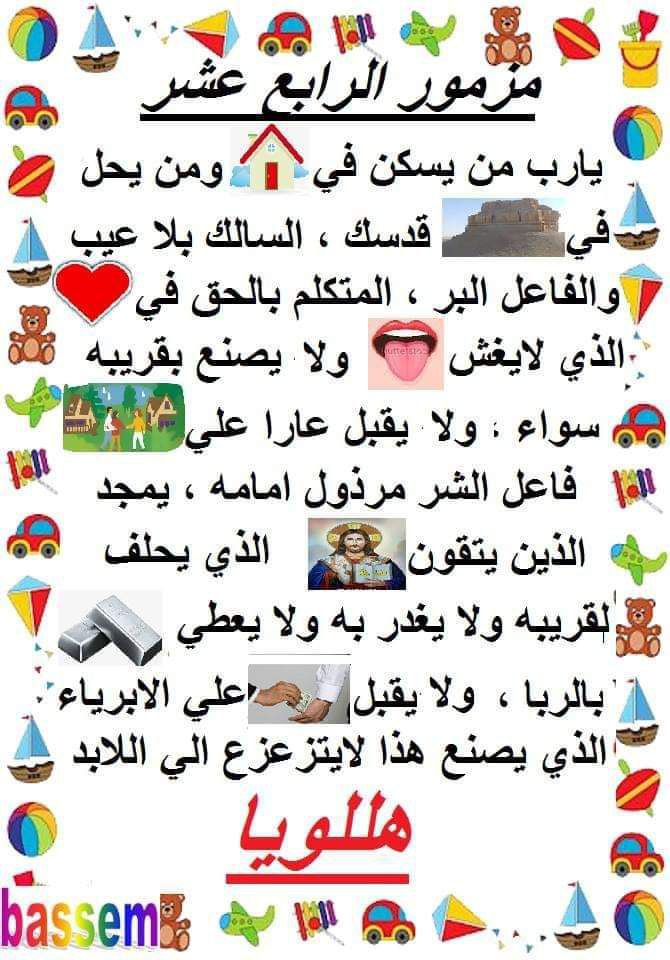 مزمور الرابع عشر
يارب من يسكن في ومن يحل
في قدسك ، السالك بلا عيب
والفاعل البر ، المتكلم بالحق في
الذي لايغش ولا يصنع بقريبه
سواء ، ولا يقبل عارا علي
فاعل الشر مرذول امامه ، يمجد
الذين يتقون الذي يحلف
لقريبه ولا يغدر به ولا يعطي
بالربا ، ولا يقبل علي الابرياء
الذي يصنع هذا لايتزعزع الي اللابد
هللويا
bassem